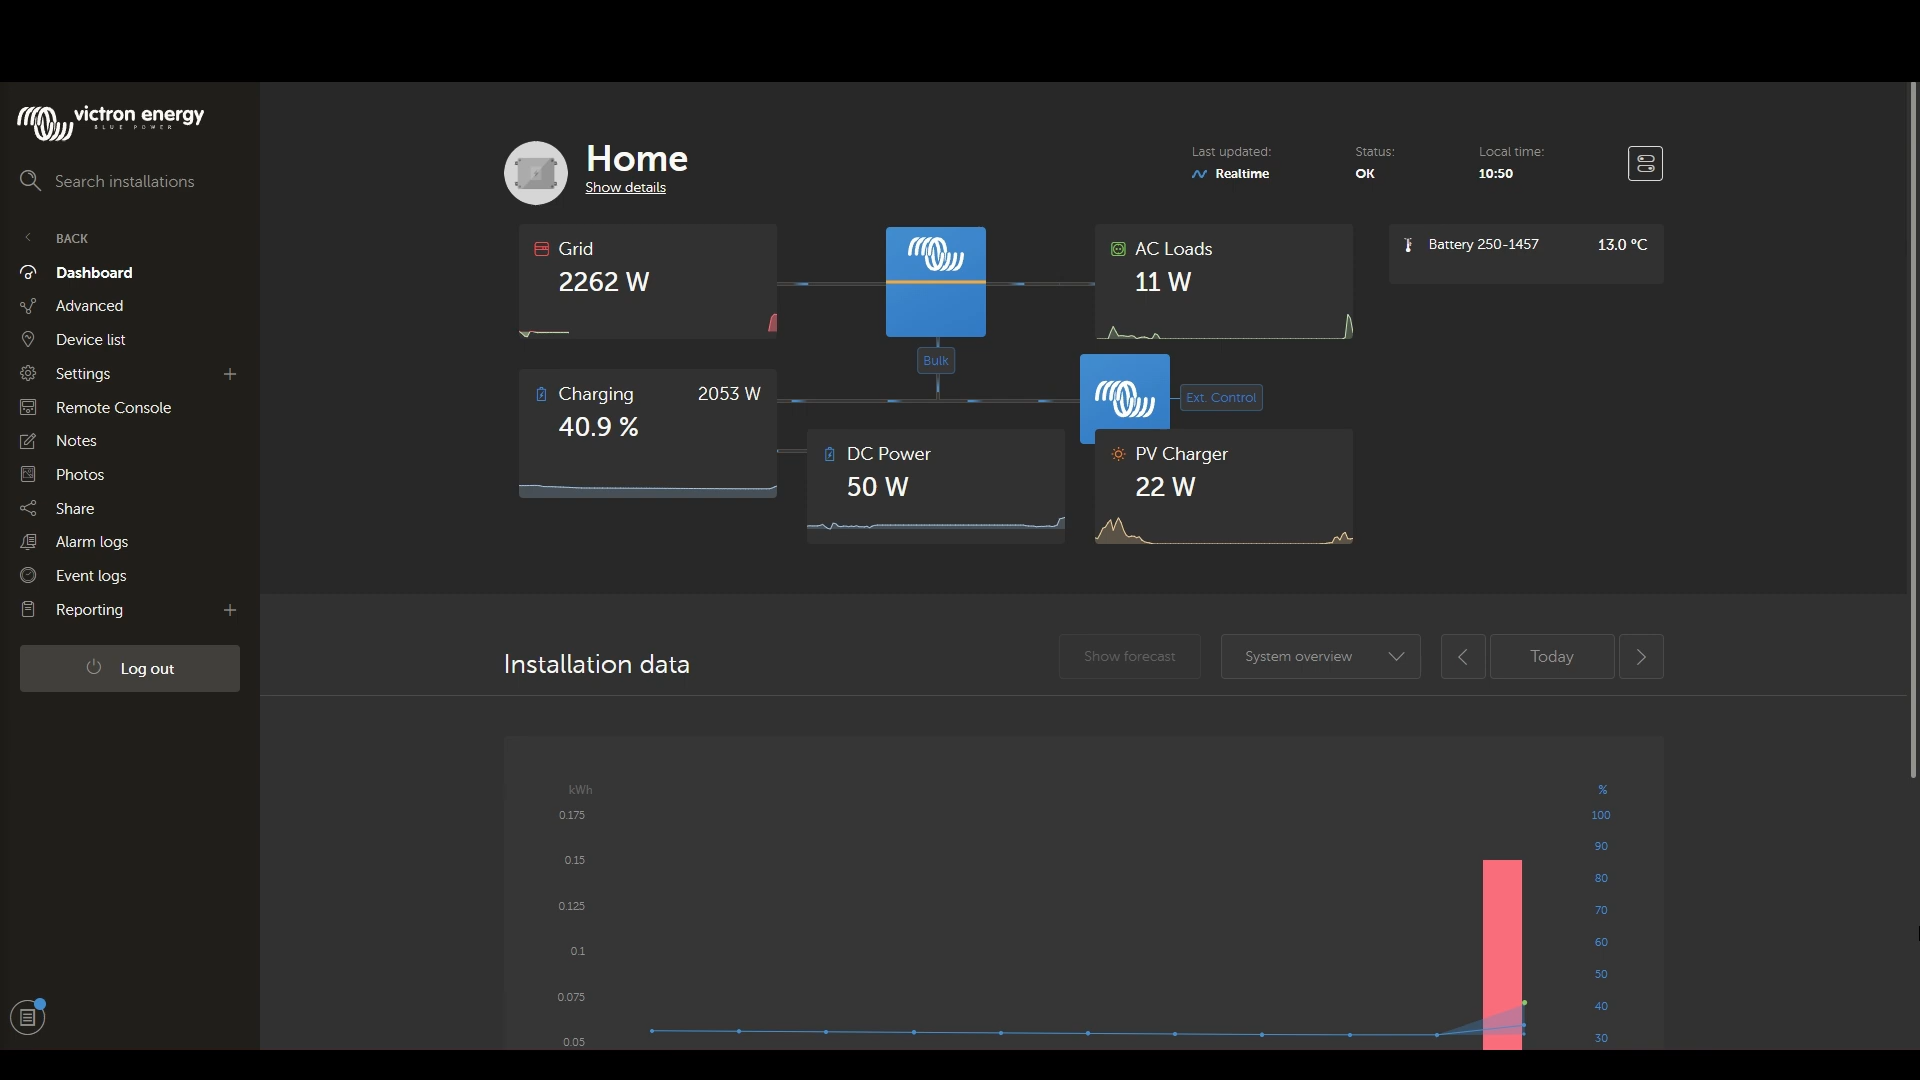 victron energy
BLUE POWER
Search installations
BACK
Dashboard
Advanced
Device list
Settings
Remote Console
Notes
Photos
Share
Alarm logs
Event logs
Reporting
Log out
Home
Show details
Last updated:
Realtime
Status:
OK
Local time:
10:50
Grid
2262 W
AC Loads
11 W
Battery 250-1457
13.0 °C
Bulk
Charging
2053 W
40.9 %
Ext. Control
DC Power
50 W
PV Charger
22 W
Installation data
Show forecast
System overview
Today
kWh
%
0.175
100
90
0.15
80
0.125
70
0.1
60
50
0.075
40
0.05
30